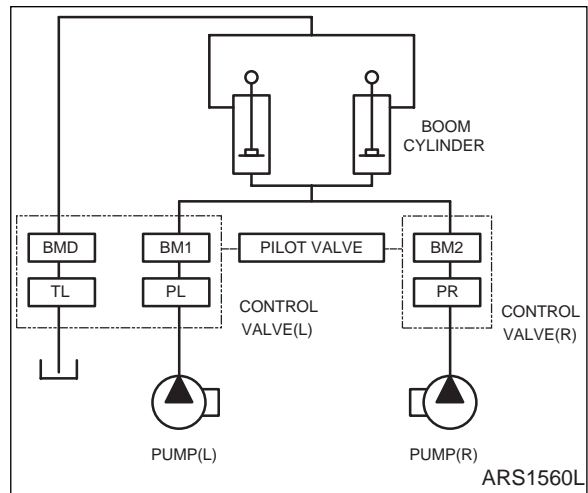 BOOM
CYLINDER
BMD
BM1
PILOT VALVE
BM2
TL
PL
PR
CONTROL
VALVE(L)
CONTROL
VALVE(R)
PUMP(L)
PUMP(R)
ARS1560L